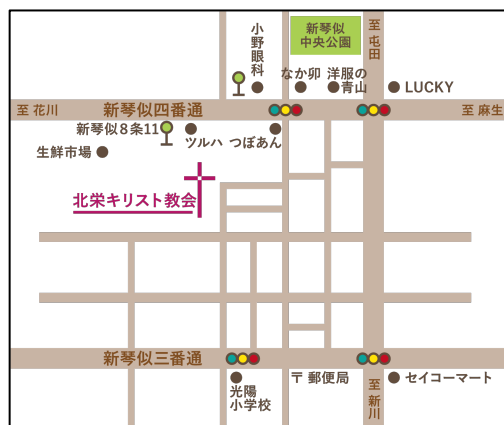 小野眼科
新琴似
中央公園
至屯田
なか卯
洋服の
青山
LUCKY
至 花川
新琴似四番通
至 麻生
新琴似8条11
ツルハ
つぼあん
生鮮市場
北栄キリスト教会
新琴似三番通
光陽
小学校
〒郵便局
至新川
セイコーマート